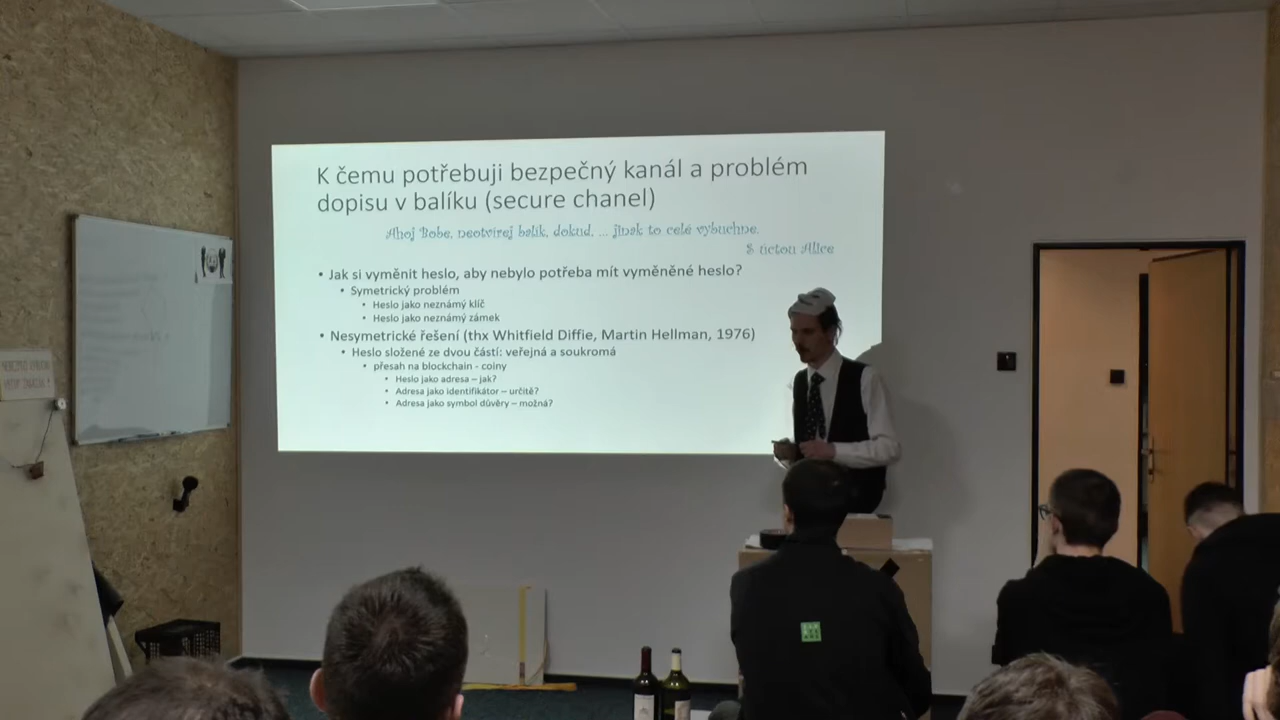 K čemu potřebuji bezpečný kanál a problém
dopisu v balíku (secure chanel)
Ahoj Bobe, neotvírej balík, dokud, ... jinak to celé vybuchne.
S úctou Alice
• Jak si vyměnit heslo, aby nebylo potřeba mít vyměněné heslo?
• Symetrický problém
• Heslo jako neznámý klíč
• Heslo jako neznámý zámek
• Nesymetrické řešení (thx Whitfield Diffie, Martin Hellman, 1976)
• Heslo složené ze dvou částí: veřejná a soukromá
• přesah na blockchain - coiny
• Heslo jako adresa – jak?
• Adresa jako identifikátor – určitě?
• Adresa jako symbol důvěry – možná?